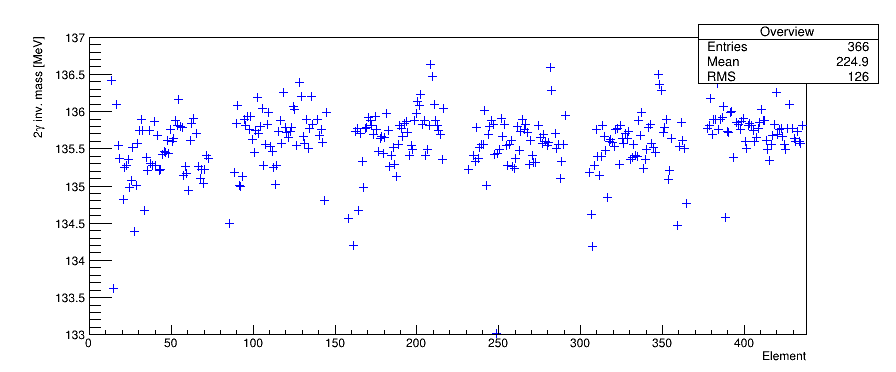 Overview
Entries 366
Mean 224.9
RMS 126
2γ inv. mass [MeV]
137
136.5
136
135.5
135
134.5
134
133.5
133
0 50 100 150 200 250 300 350 400
Element